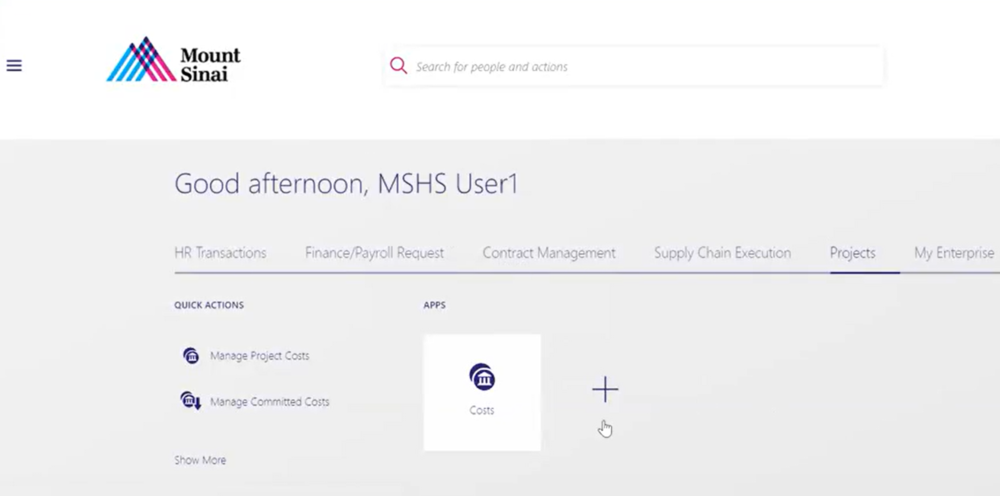 Mount
Sinai
Search for people and actions
Good afternoon, MSHS User1
HR Transactions Finance/Payroll Request Contract Management Supply Chain Execution Projects My Enterprise
QUICK ACTIONS APPS
Manage Project Costs
Manage Committed Costs
Costs
Show More